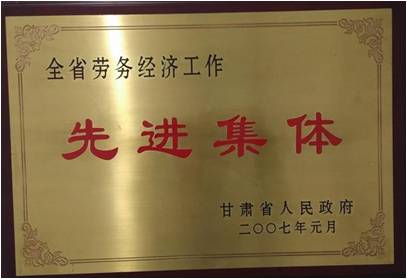 全省劳务经济工作
先进集体
甘肃省人民政府
二〇〇七年元月